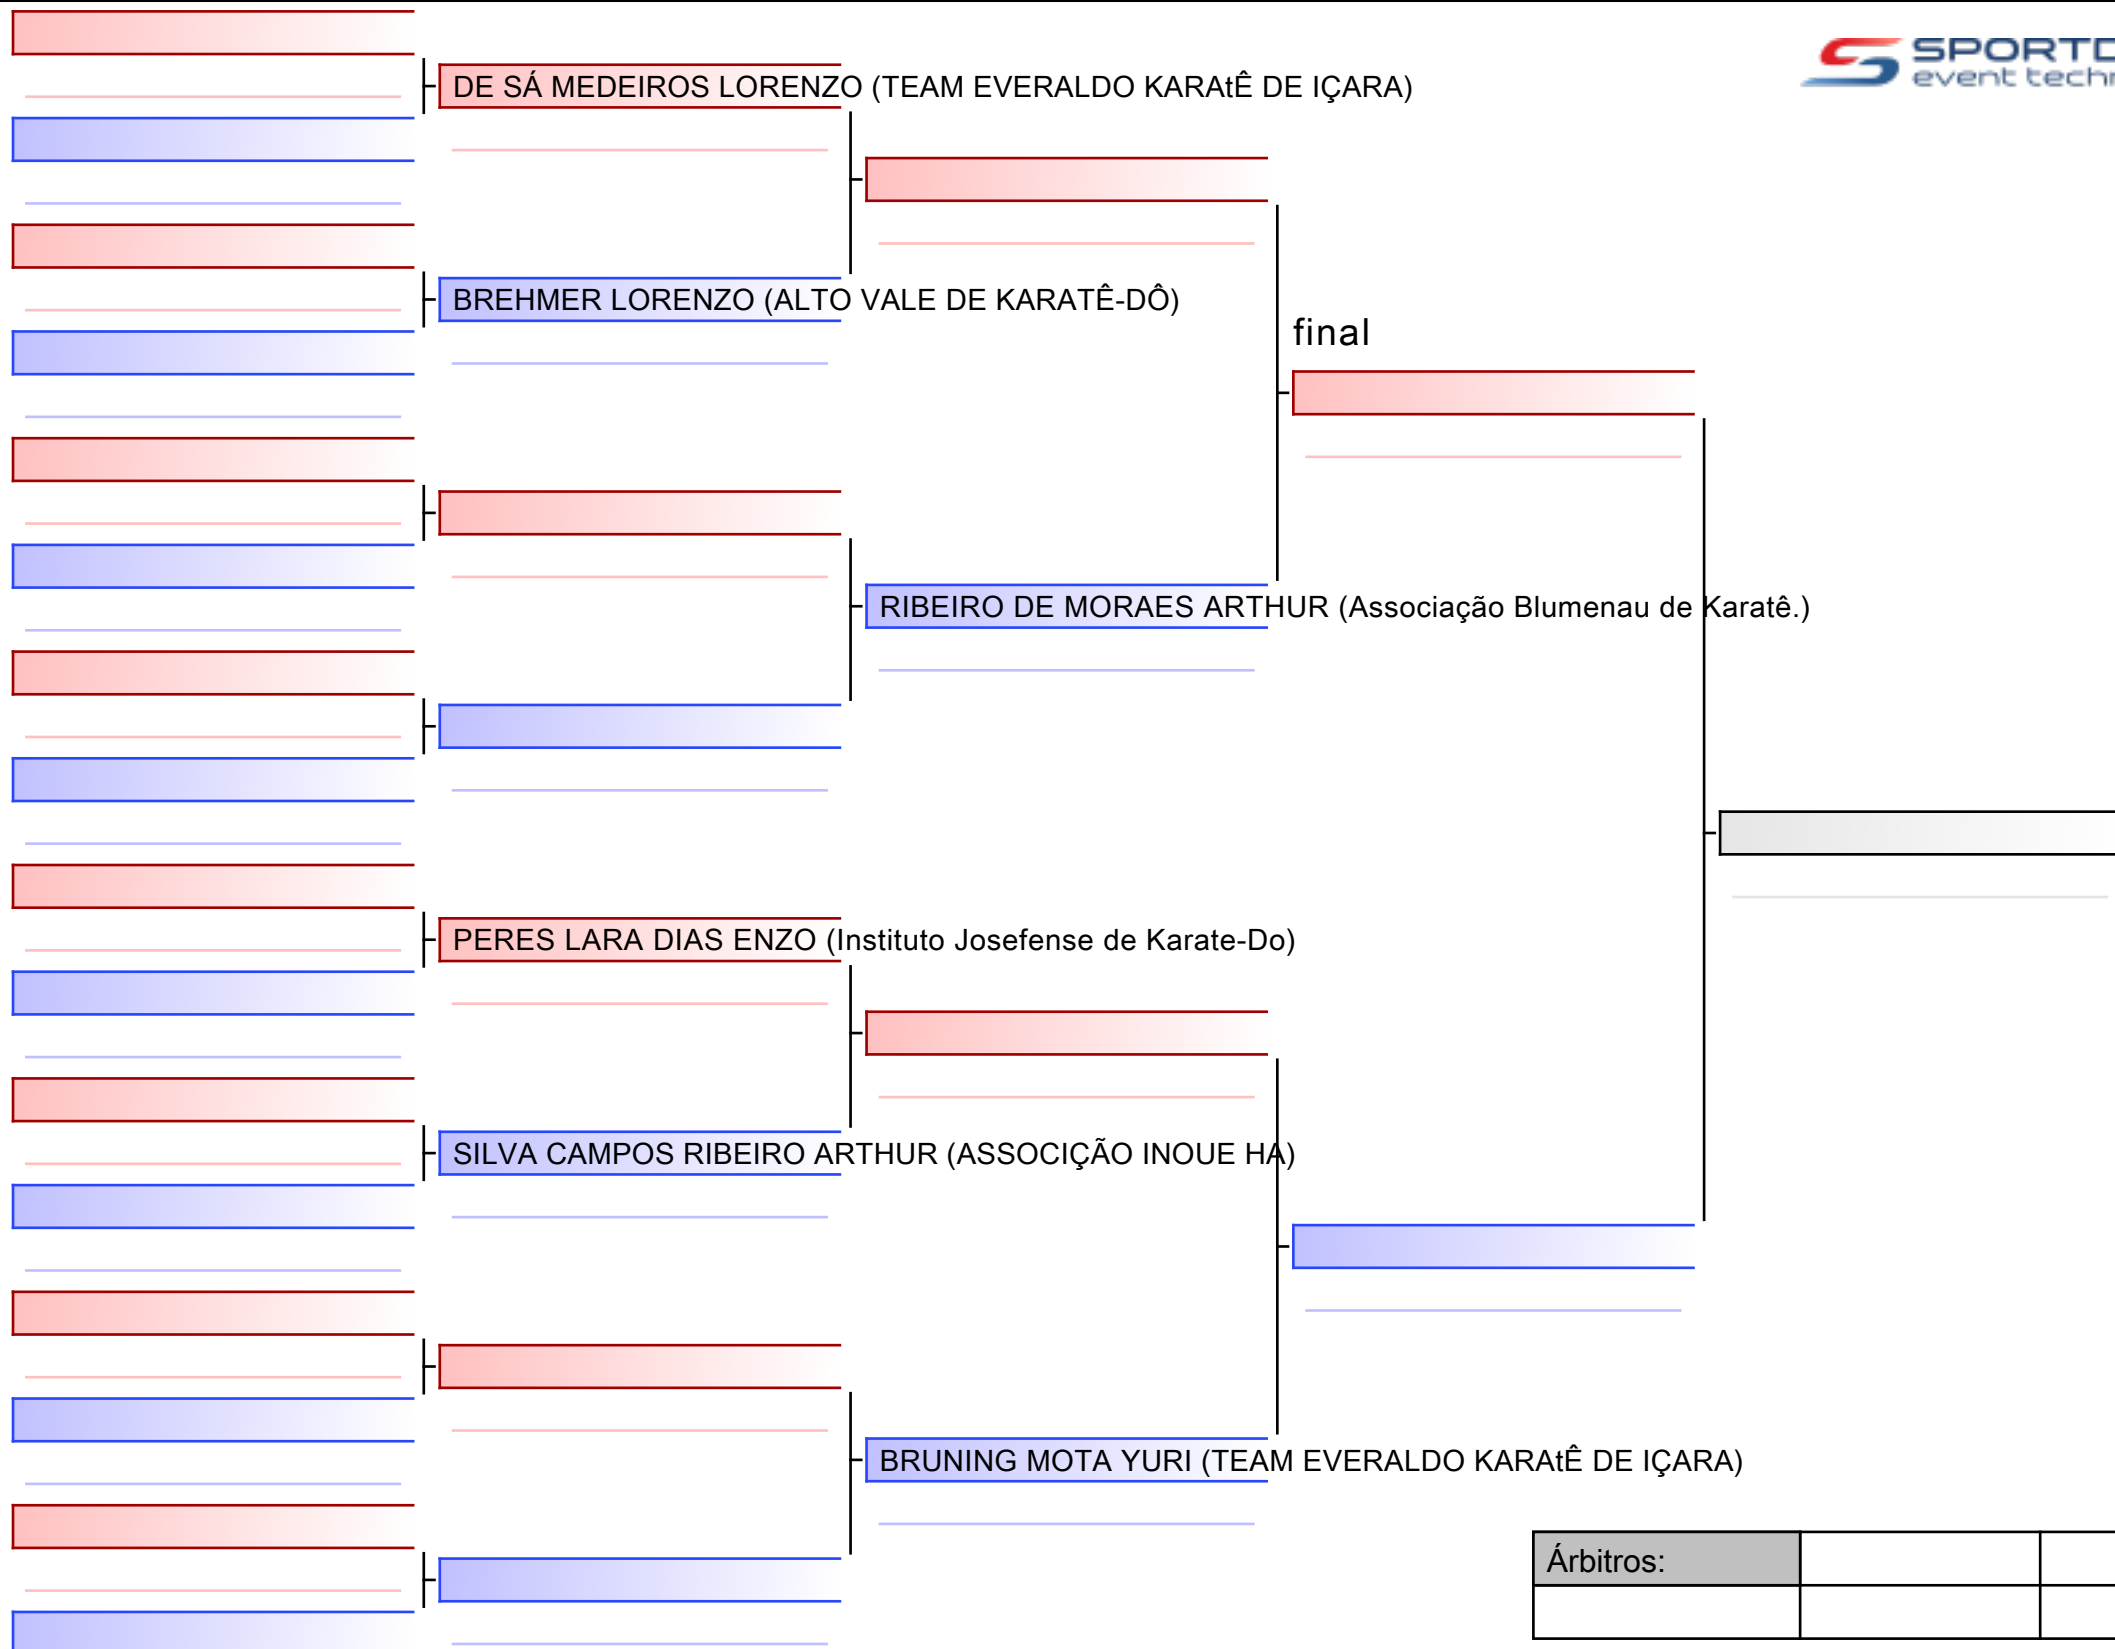 SPORTD
event techn
DE SÁ MEDEIROS LORENZO (TEAM EVERALDO KARAtÊ DE IÇARA)
BREHMER LORENZO (ALTO VALE DE KARATÊ-DÔ)
final
RIBEIRO DE MORAES ARTHUR (Associação Blumenau de Karatê.)
PERES LARA DIAS ENZO (Instituto Josefense de Karate-Do)
SILVA CAMPOS RIBEIRO ARTHUR (ASSOCIÇÃO INOUE HA)
BRUNING MOTA YURI (TEAM EVERALDO KARAtÊ DE IÇARA)
Árbitros: